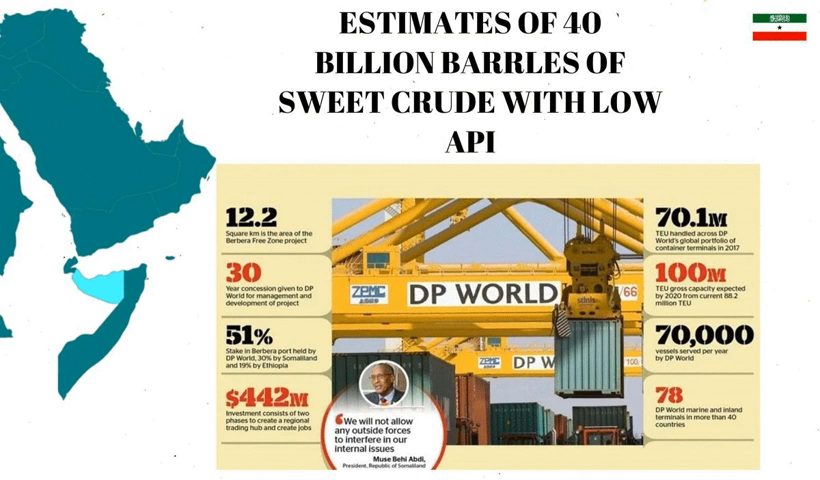 ESTIMATES OF 40
BILLION BARRLES OF
SWEET CRUDE WITH LOW
API
12.2
Square km is the area of the
Berbera Free Zone project
30
Year concession given to DP
World for management and
development of project
51%
Stake in Berbera port held by
DP World, 30% by Somaliland
and 19% by Ethiopia
$442M
Investment consists of two
phases to create a regional
trading hub and create jobs
ZPMC
DP WORLD
/66
ZPMC
DP W
100,
We will not allow
any outside forces
to interfere in our
internal issues
Muse Behi Abdi,
President, Republic of Somaliland
70.1M
TEU handled across DP
World's global portfolio of
container terminals in 2017
100M
TEU gross capacity expected
by 2020 from current 88.2
million TEU
70,000
vessels served per year
by DP World
78
DP World marine and inland
terminals in more than 40
countries